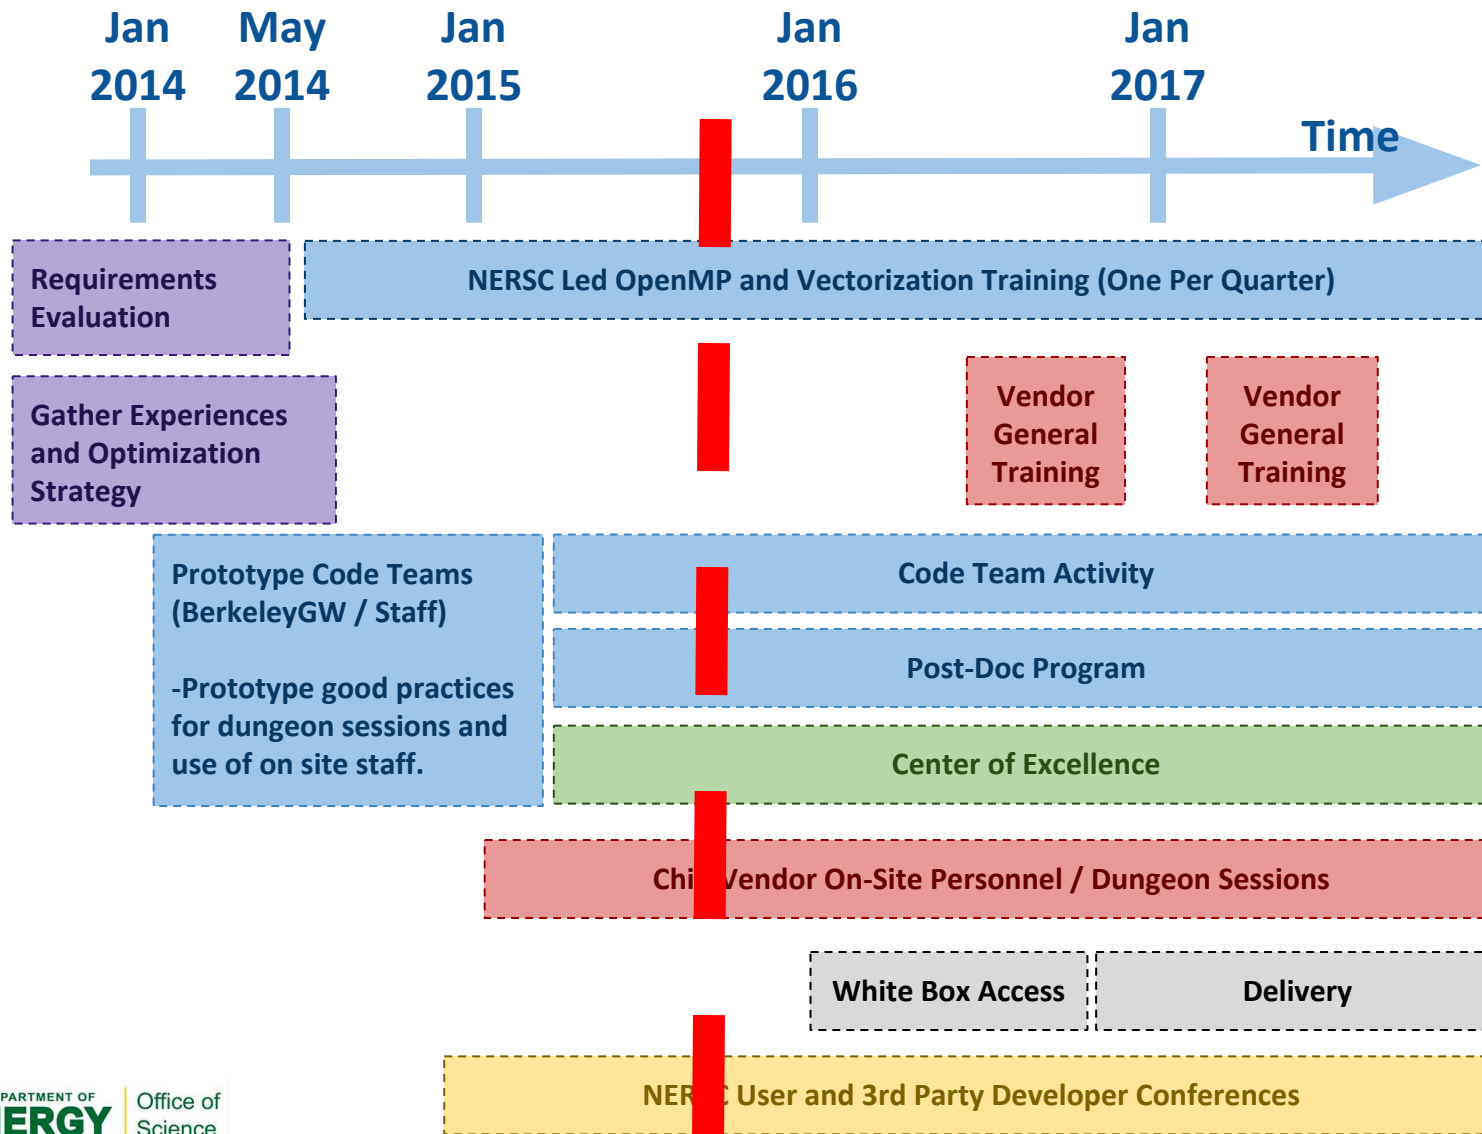 Jan May Jan Jan Jan
2014 2014 2015 2016 2017
Time
Requirements
Evaluation
NERSC Led OpenMP and Vectorization Training (One Per Quarter)
Gather Experiences
and Optimization
Strategy
Vendor
General
Training
Vendor
General
Training
Prototype Code Teams
(BerkeleyGW / Staff)
-Prototype good practices
for dungeon sessions and
use of on site staff.
Code Team Activity
Post-Doc Program
Center of Excellence
Vendor On-Site Personnel / Dungeon Sessions
White Box Access
Delivery
User and 3rd Party Developer Conferences
Office of
Science